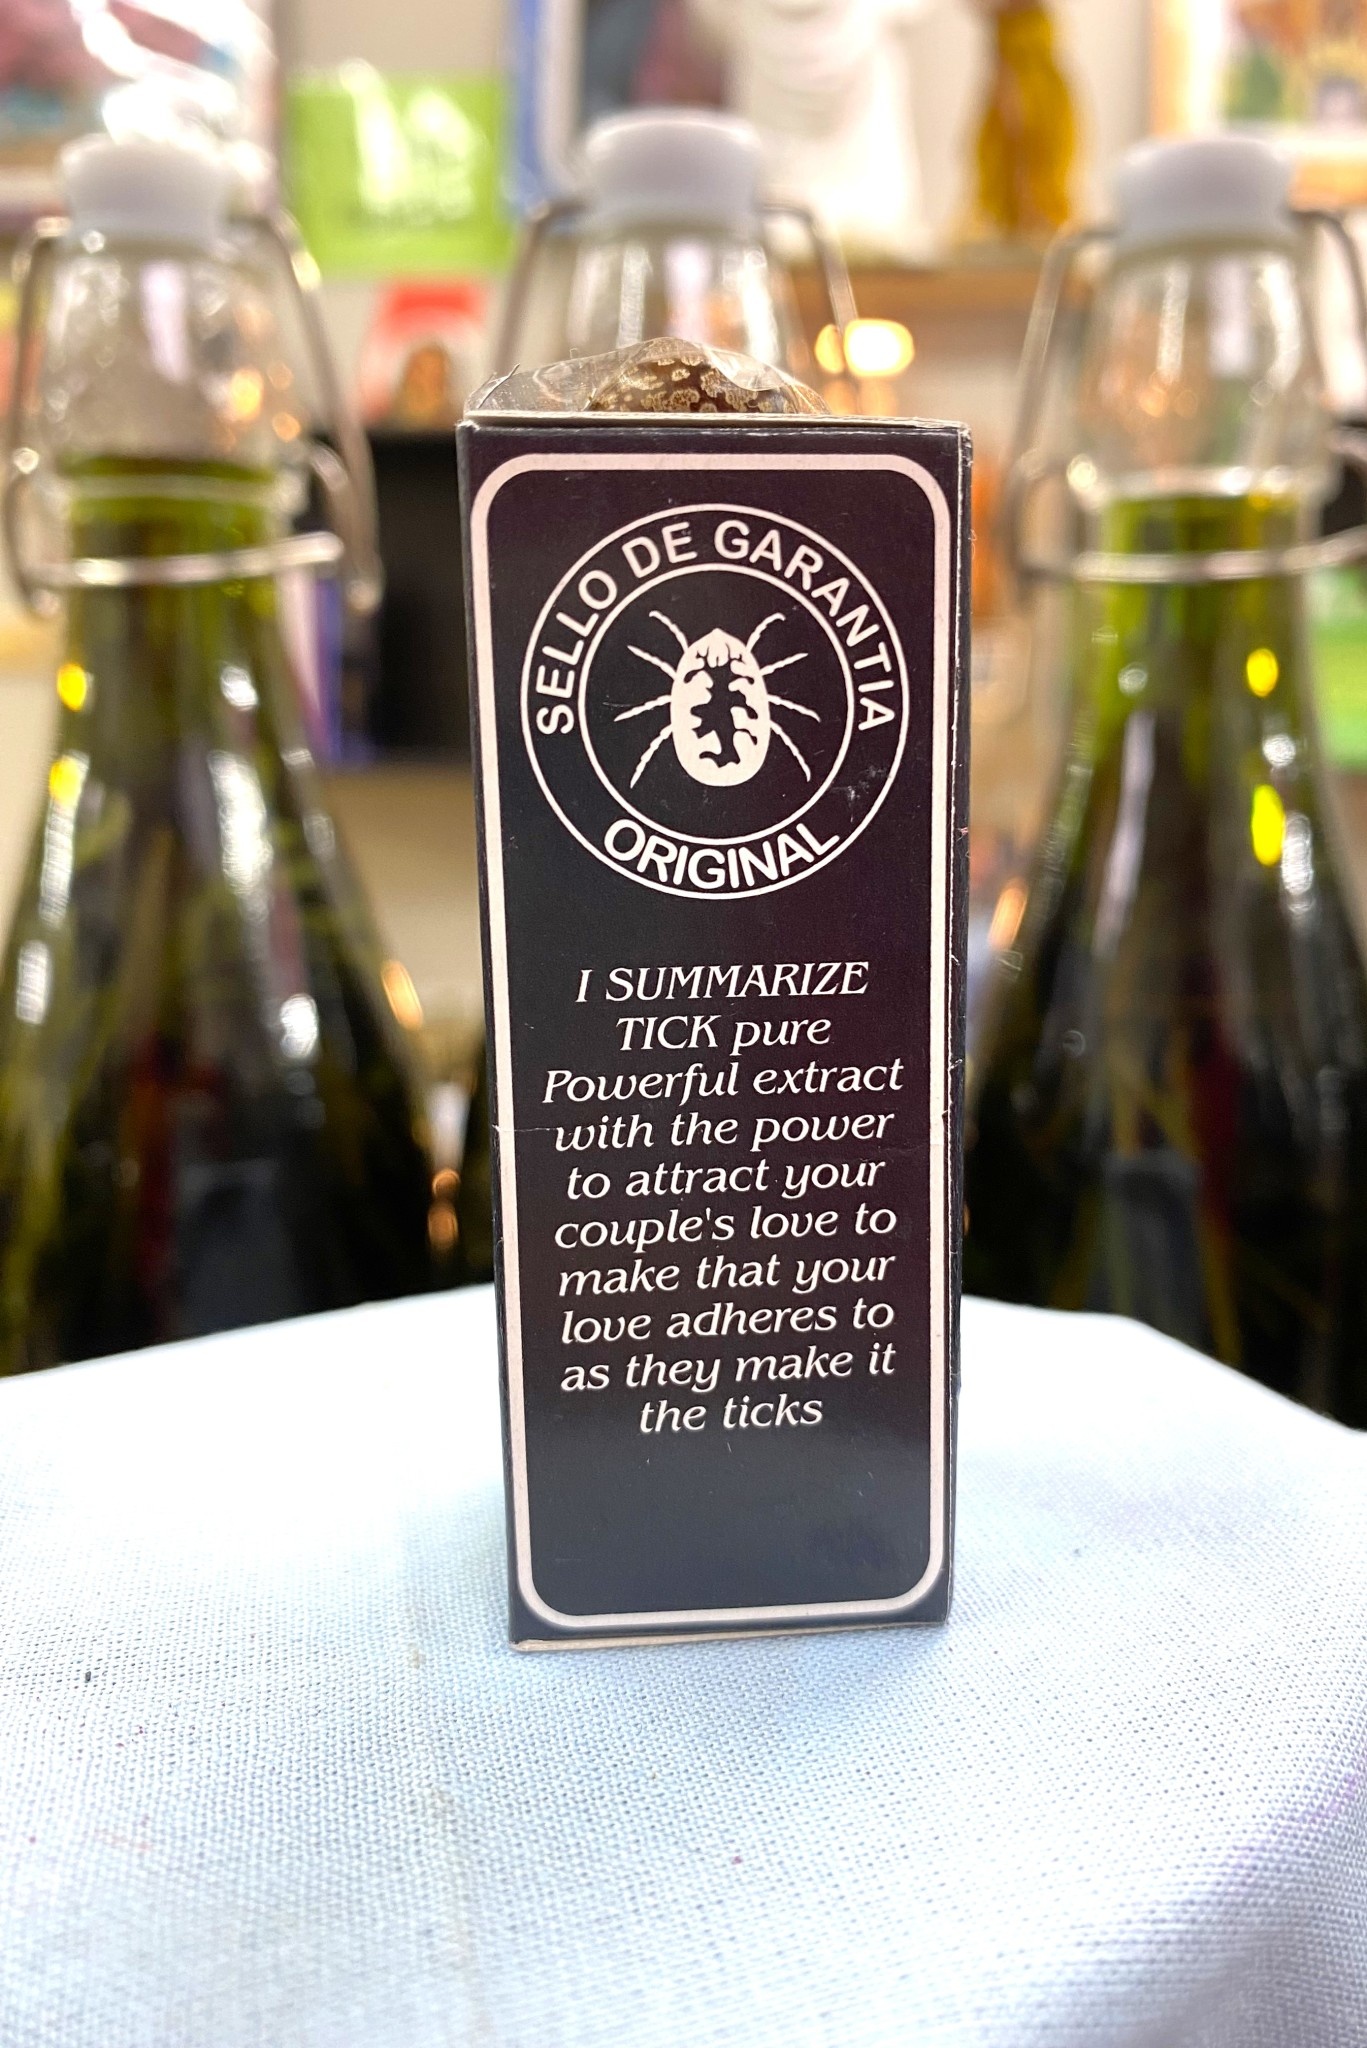 SELLO DE GARANTIA
ORIGINAL
I SUMMARIZE
TICK pure
Powerful extract
with the power
to attract your
couple's love to
make that your
love adheres to
as they make it
the ticks